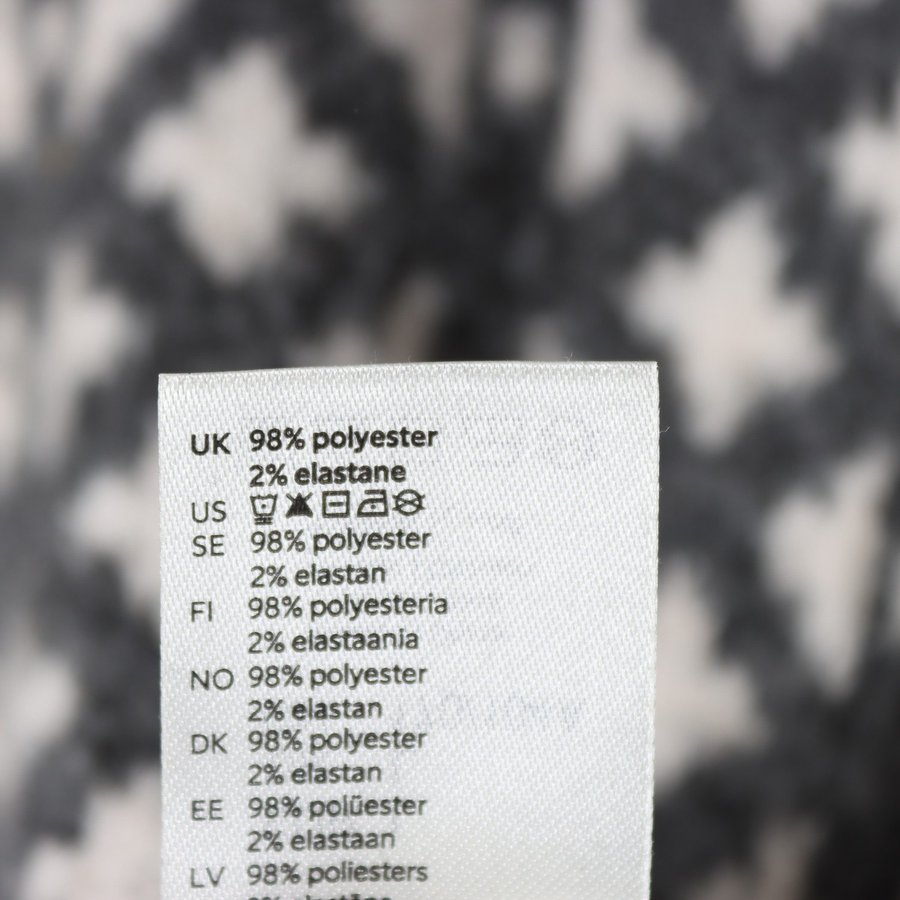 UK 98% polyester
2% elastane
US
SE 98% polyester
2% elastan
FI 98% polyesteria
2% elastaania
NO 98% polyester
2% elastan
DK 98% polyester
2% elastan
EE 98% polüester
2% elastaan
LV 98% poliesters